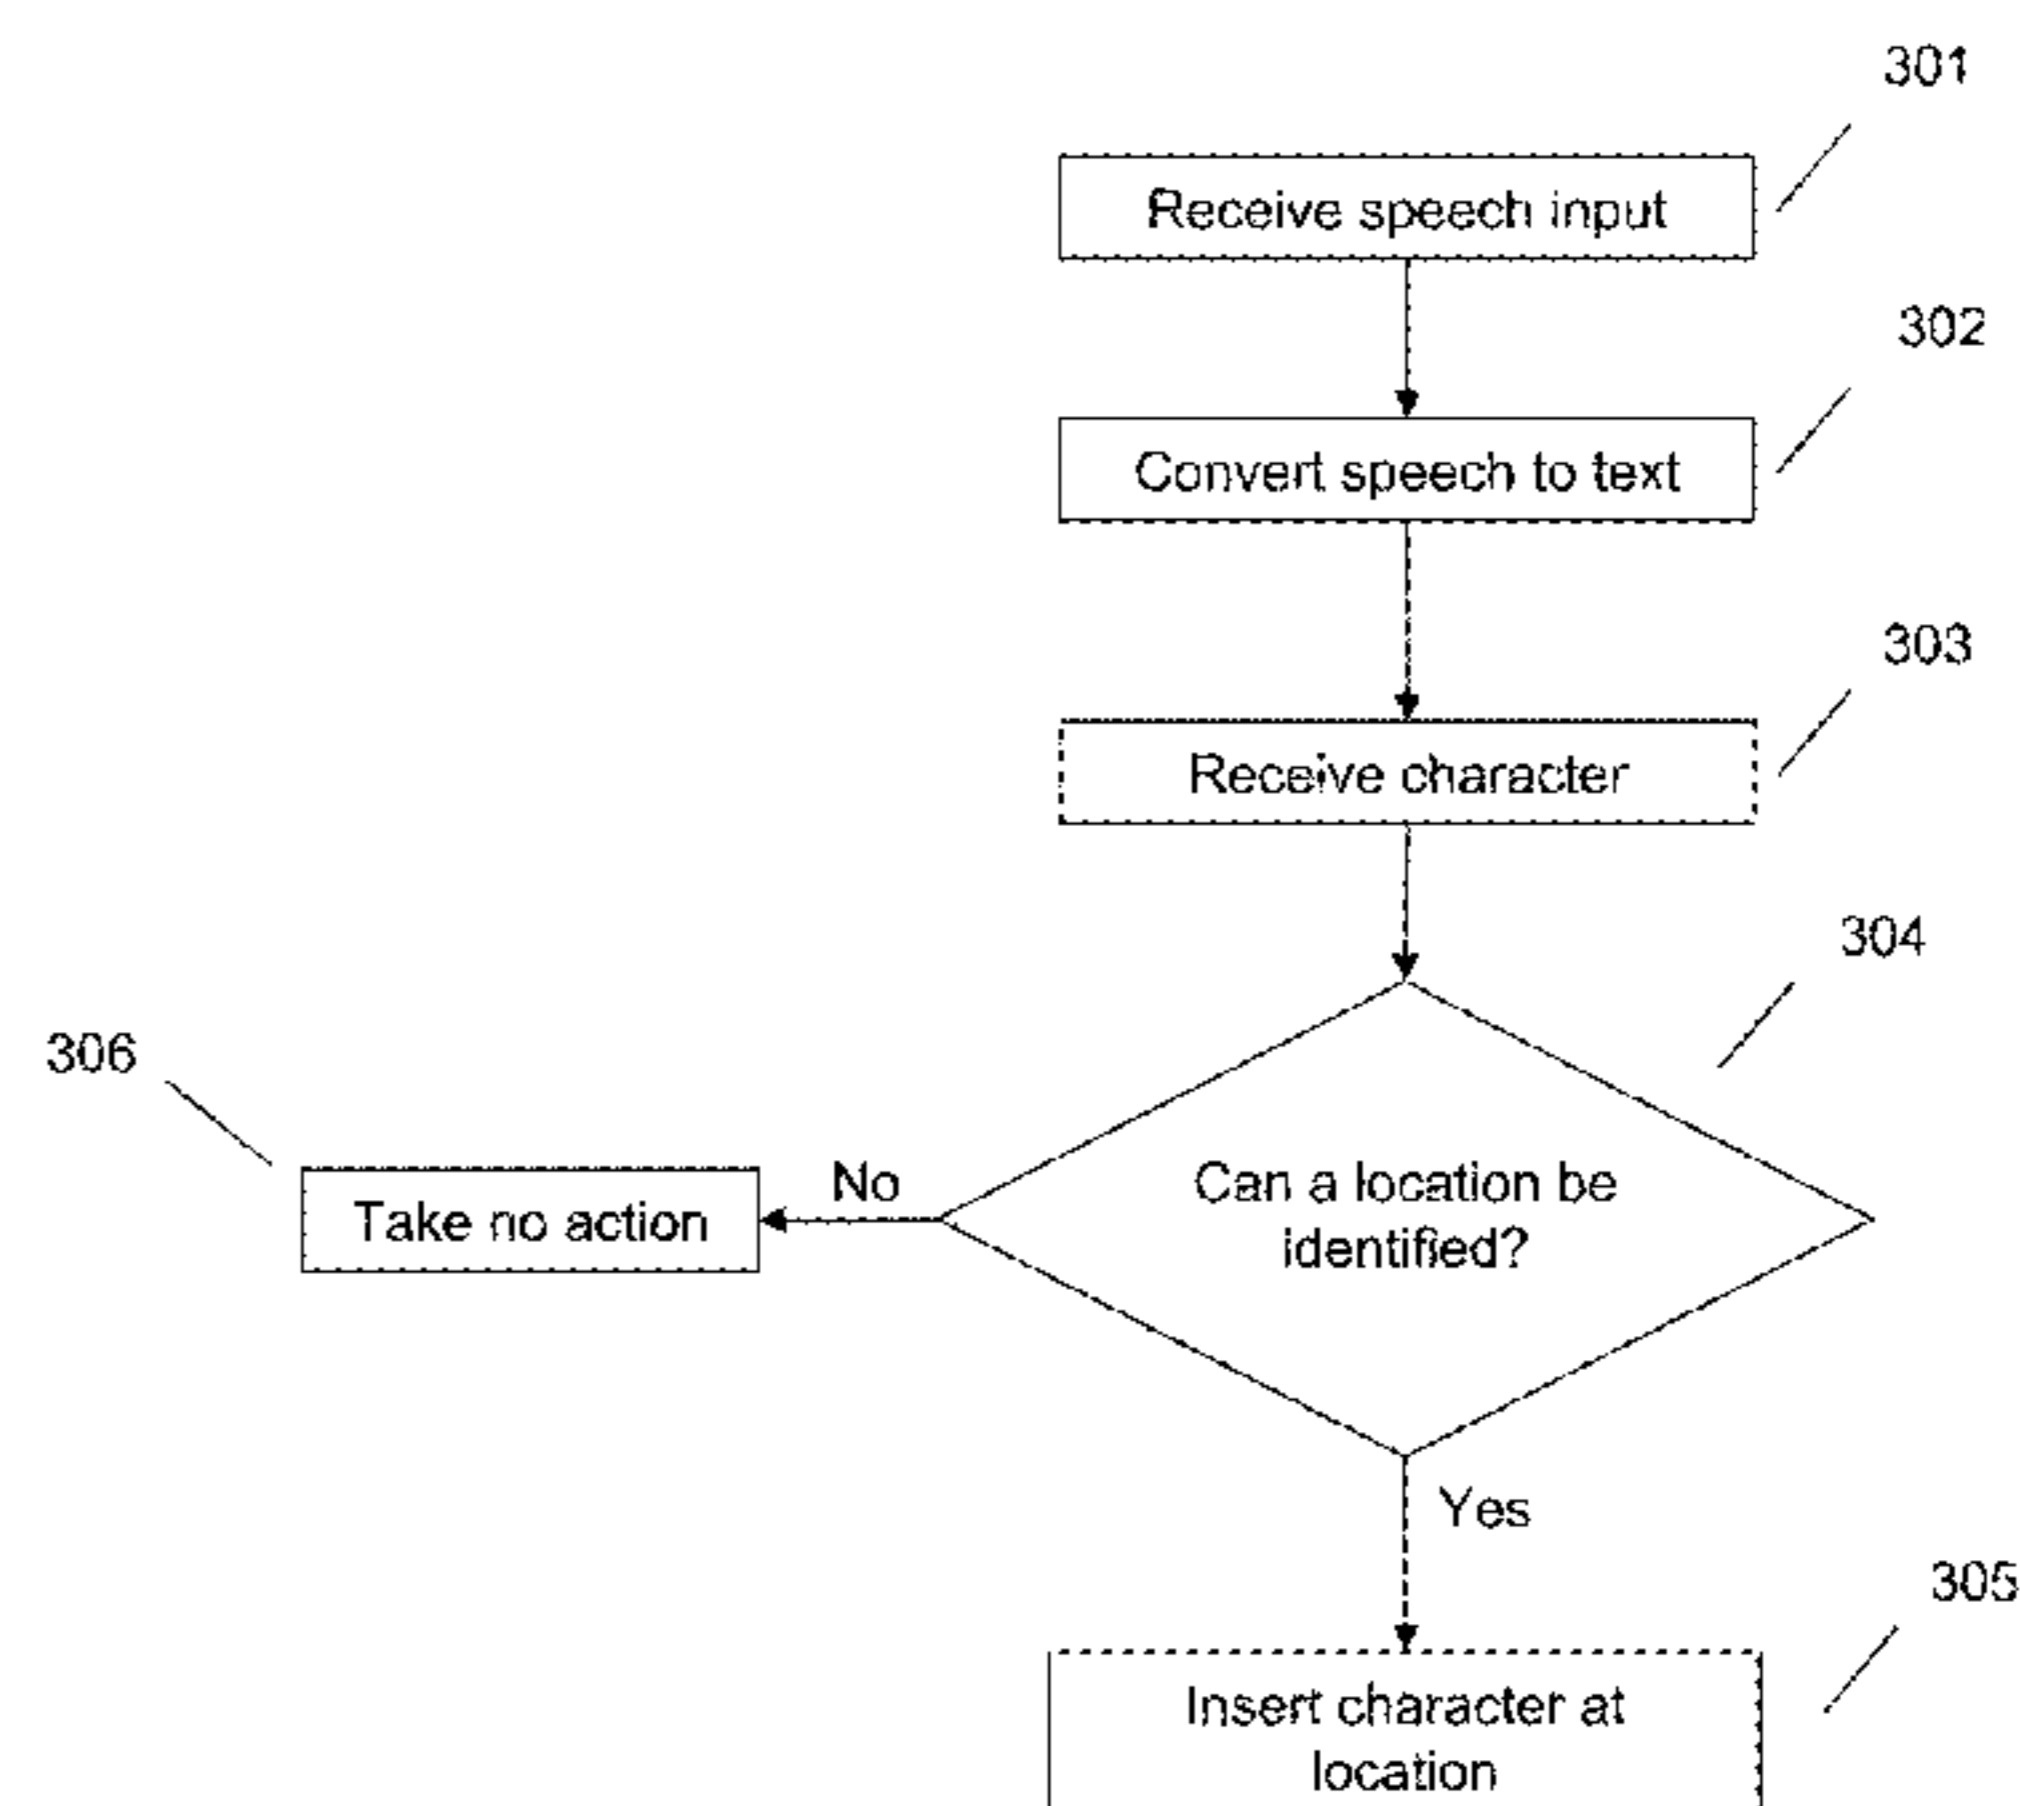 301
Receive speech input
302
Convert speech to text
303
Receive character
304
306
Can a location be
identified?
No
Take no action
Yes
305
Insert character at
location